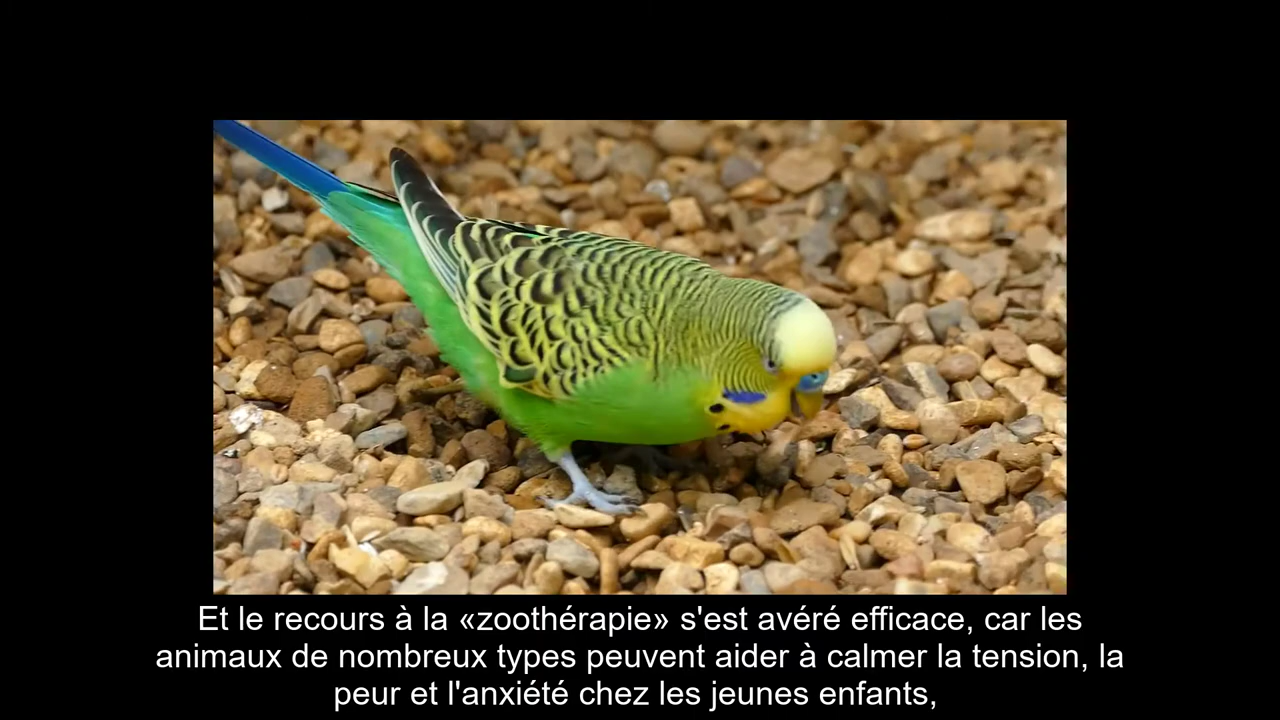 Et le recours à la «zoothérapie» s'est avéré efficace, car les
animaux de nombreux types peuvent aider à calmer la tension, la
peur et l'anxiété chez les jeunes enfants,